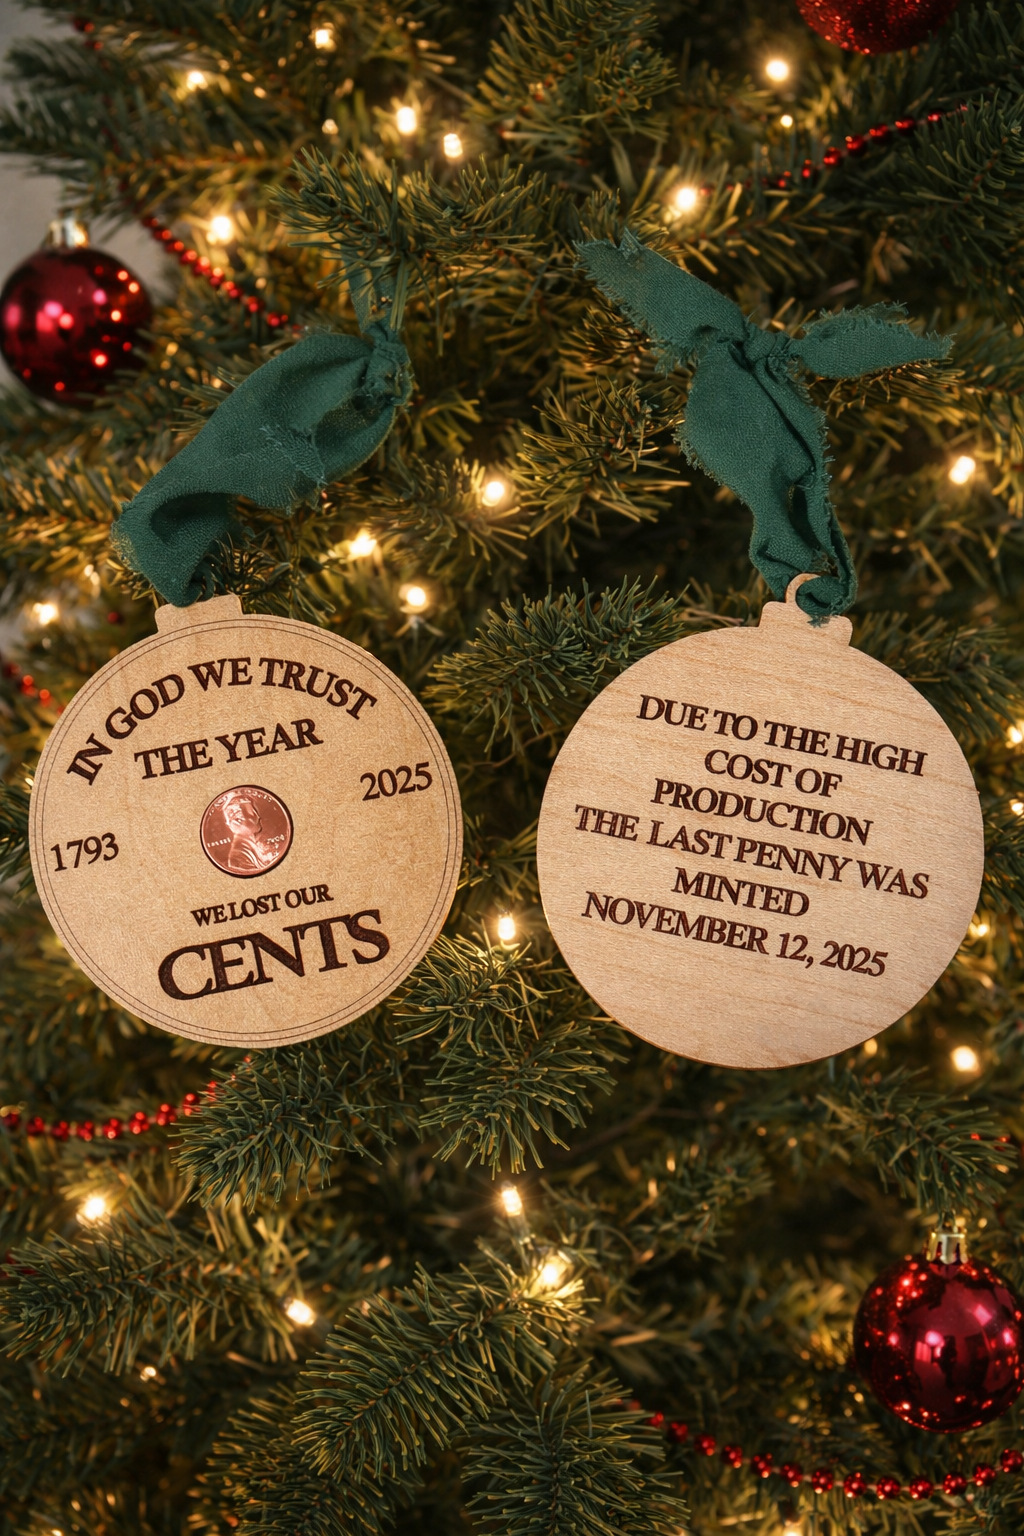 IN GOD WE TRUST
THE YEAR
1793
2025
WE LOST OUR
CENTS
DUE TO THE HIGH
COST OF
PRODUCTION
THE LAST PENNY WAS
MINTED
NOVEMBER 12, 2025